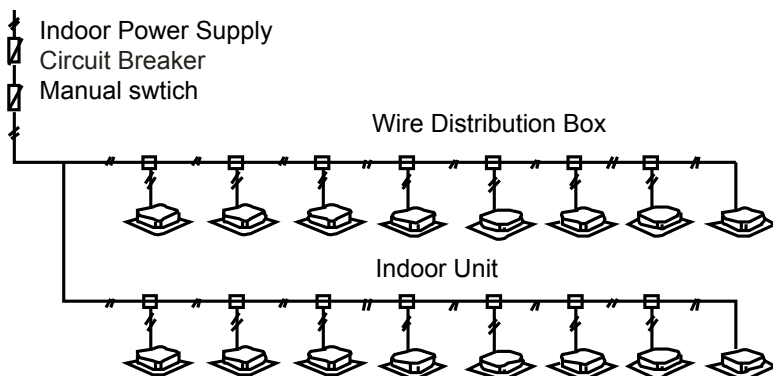 Indoor Power Supply
Circuit Breaker
Manual swtich
Wire Distribution Box
Indoor Unit